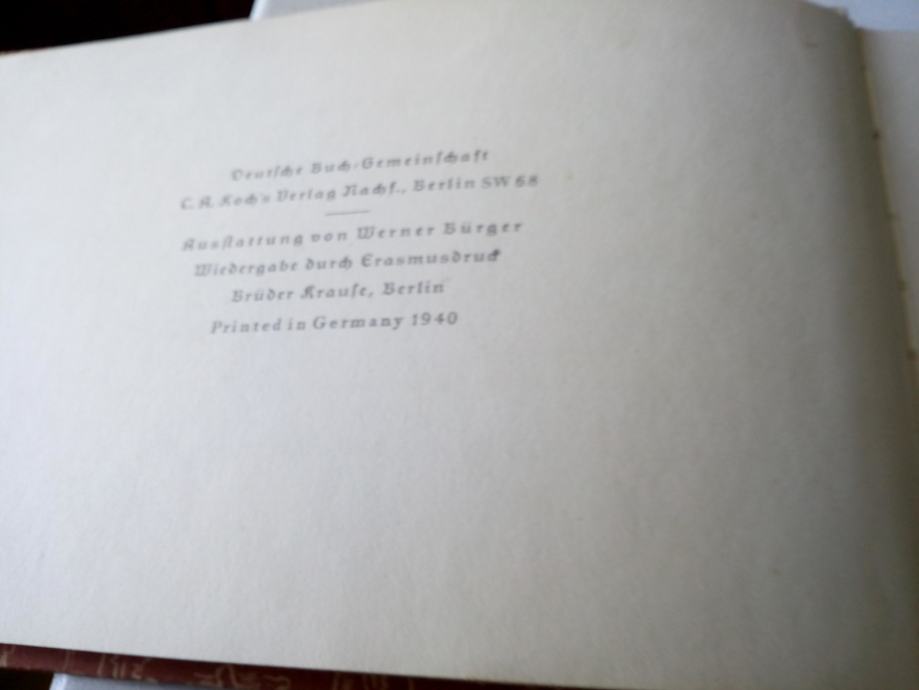 Deutsche Buch-Gemeinschaft
C. A. Koch's Verlag Nachf., Berlin SW 68
Ausstattung von Werner Bürger
Wiedergabe durch Erasmusdruck
Brüder Krause, Berlin
Printed in Germany 1940